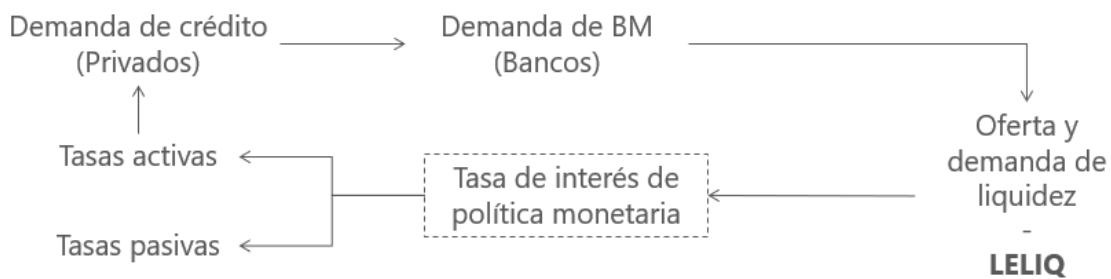 Demanda de crédito
(Privados)
Demanda de BM
(Bancos)
Oferta y
demanda de
liquidez
-
LELIQ
Tasa de interés de
política monetaria
Tasas activas
Tasas pasivas